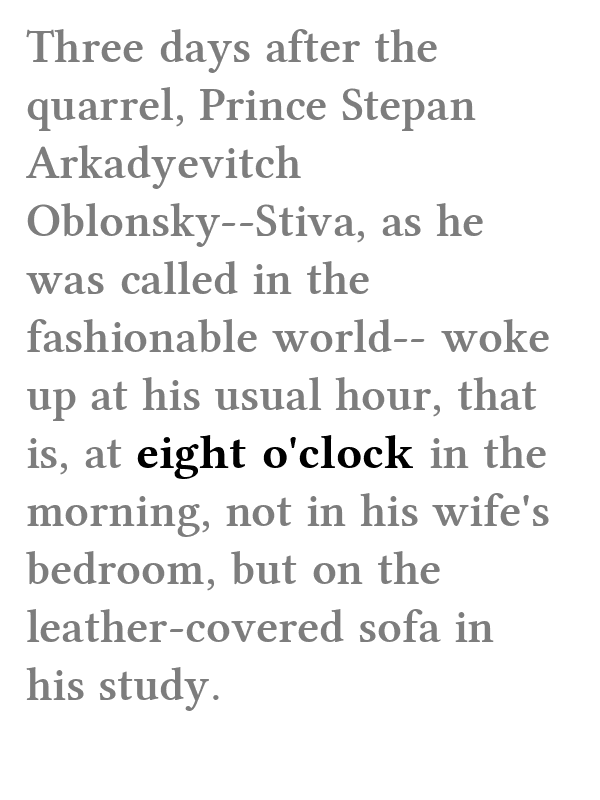 Three days after the
quarrel, Prince Stepan
Arkadyevitch
Oblonsky--Stiva, as he
was called in the
fashionable world-- woke
up at his usual hour, that
is, at eight o'clock in the
morning, not in his wife's
bedroom, but on the
leather-covered sofa in
his study.